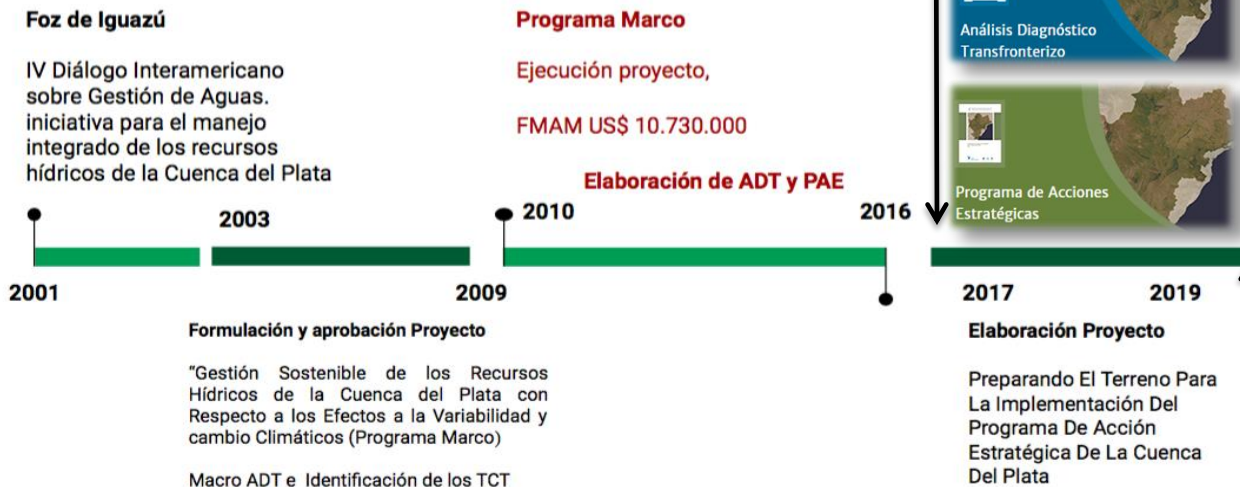 Foz de Iguazú
IV Diálogo Interamericano
sobre Gestión de Aguas.
iniciativa para el manejo
integrado de los recursos
hídricos de la Cuenca del Plata
Programa Marco
Ejecución proyecto,
FMAM US$ 10.730.000
Elaboración de ADT y PAE
Análisis Diagnóstico
Transfronterizo
Programa de Acciones
Estratégicas
2003
2010
2016
2001
2009
2017
2019
Formulación y aprobación Proyecto
“Gestión Sostenible de los Recursos
Hídricos de la Cuenca del Plata con
Respecto a los Efectos a la Variabilidad y
cambio Climáticos (Programa Marco)
Macro ADT e Identificación de los TCT
Elaboración Proyecto
Preparando El Terreno Para
La Implementación Del
Programa De Acción
Estratégica De La Cuenca
Del Plata